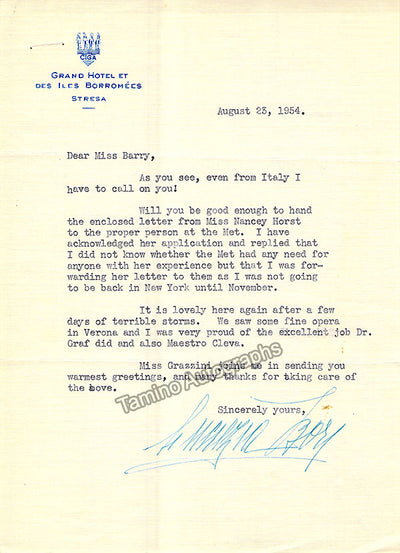 CIGA
GRAND HOTEL ET
DES ILES BORROMÉES
STRESA
August 23, 1954.
Dear Miss Barry,
As you see, even from Italy I
have to call on you!
Will you be good enough to hand
the enclosed letter from Miss Nancey Horst
to the proper person at the Met. I have
acknowledged her application and replied that
I did not know whether the Met had any need for
anyone with her experience but that I was for-
warding her letter to them as I was not going
to be back in New York until November.
It is lovely here again after a
few days of terrible storms. We saw some fine opera
in Verona and I was very proud of the excellent job Dr.
Graf did and also Maestro Cleva.
Miss Grazzini joins me in sending you
warmest greetings, and many thanks for taking care of
the above.
Tamino Autographs
Sincerely yours,
Lucrezia Bori